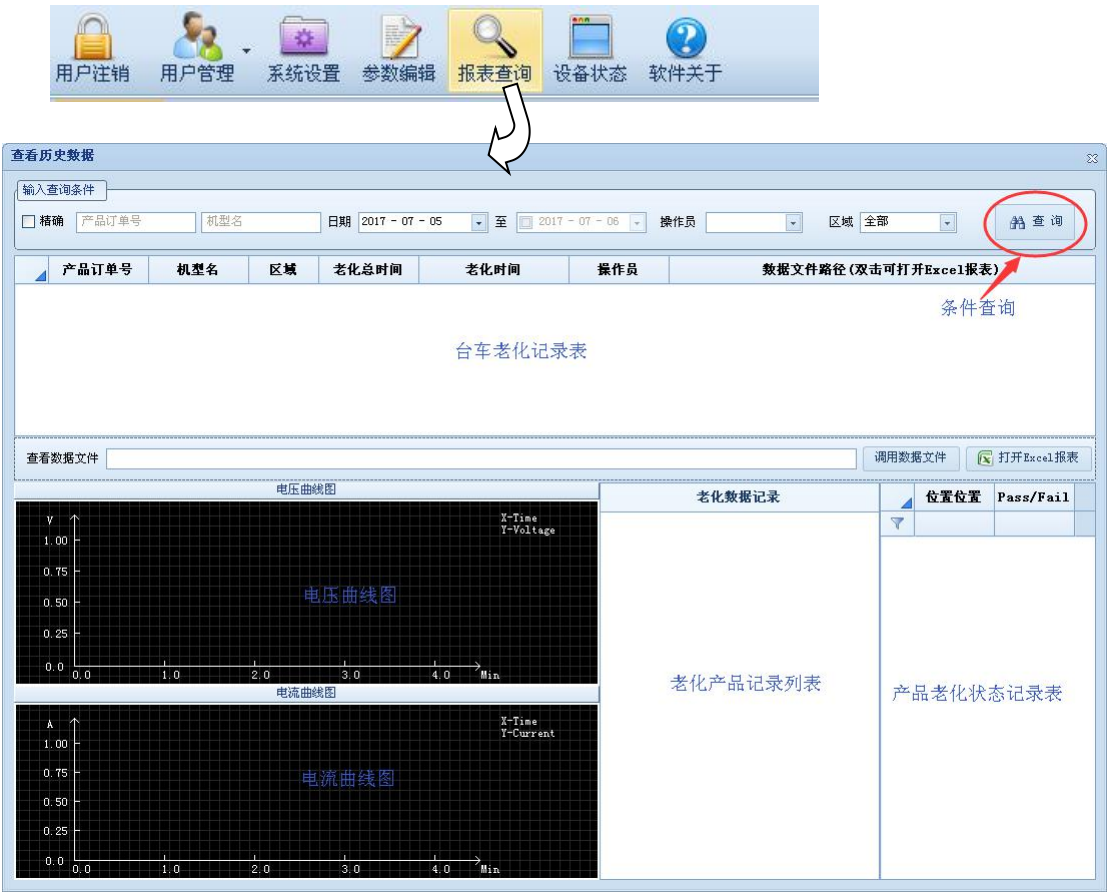 用户注销 用户管理 系统设置 参数编辑 报表查询 设备状态 软件关于
查看历史数据
输入查询条件
精确 产品订单号 机型名 日期 2017 - 07 - 05 至 2017 - 07 - 06 操作员 区域 全部 查 询
产品订单号 机型名 区域 老化总时间 老化时间 操作员 数据文件路径(双击可打开Excel报表)
条件查询
台车老化记录表
查看数据文件 调用数据文件 打开Excel报表
电压曲线图
V
X-Time
Y-Voltage
1.00
0.75
0.50
0.25
0.0
0.0 1.0 2.0 3.0 4.0 Min
电压曲线图
电流曲线图
A
X-Time
Y-Current
1.00
0.75
0.50
0.25
0.0
0.0 1.0 2.0 3.0 4.0 Min
电流曲线图
老化数据记录
老化产品记录列表
位置位置 Pass/Fail
产品老化状态记录表